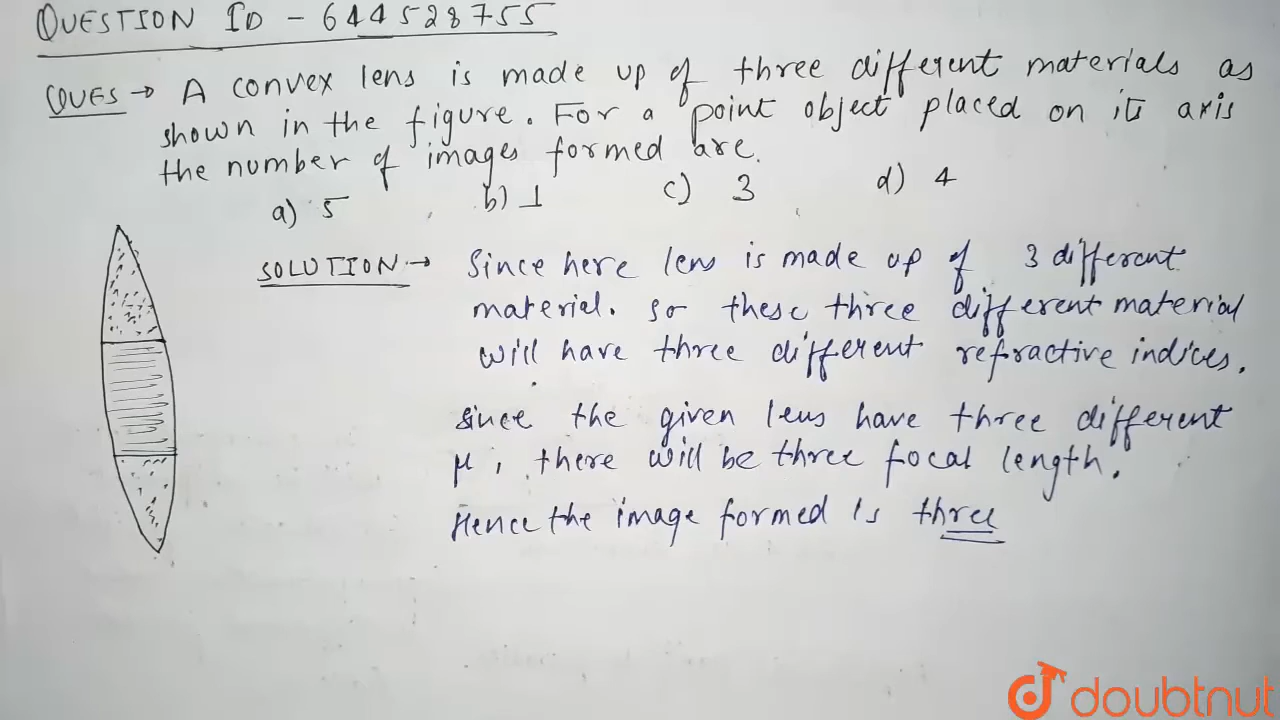 QUESTION ID - 644528755
QUES → A convex lens is made up of three different materials as
shown in the figure. For a point object placed on its axis
the number of images formed are.
a) 5 b) 1 c) 3 d) 4
SOLUTION → Since here lens is made up of 3 different
material. so these three different material
will have three different refractive indices.
since the given lens have three different
μ, there will be three focal length.
Hence the image formed is three
doubtnut